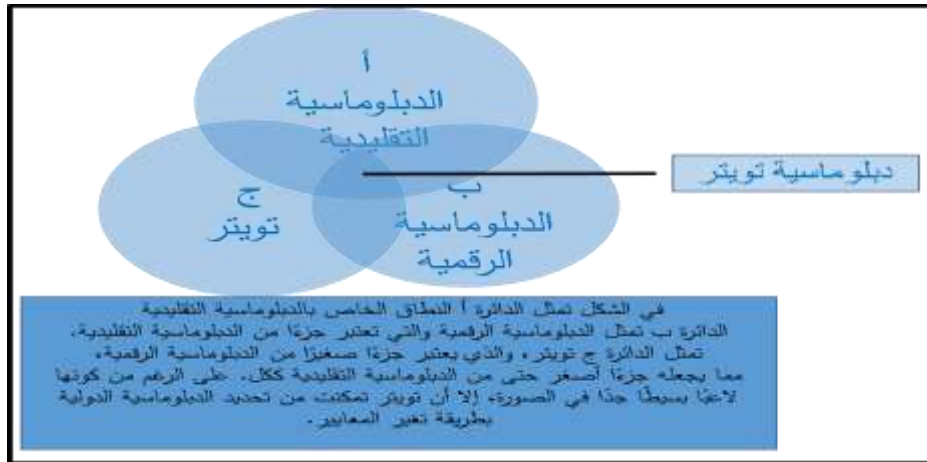 أ
الدبلوماسية
التقليدية
ج
تويتر
ب
الدبلوماسية
الرقمية
دبلوماسية تويتر
في الشكل تمثل الدائرة أ النطاق الخاص بالدبلوماسية التقليدية
الدائرة ب تمثل الدبلوماسية الرقمية والتي تعتبر جزءًا من الدبلوماسية التقليدية.
تمثل الدائرة ج تويتر، والذي يعتبر جزءًا صغيرًا من الدبلوماسية الرقمية،
مما يجعله جزءًا أصغر حتى من الدبلوماسية التقليدية ككل. على الرغم من كونها
لاعبًا بسيطًا جدًا في الصورة، إلا أن تويتر تمكنت من تحديد الدبلوماسية الدولية
بطريقة تغير المعايير.